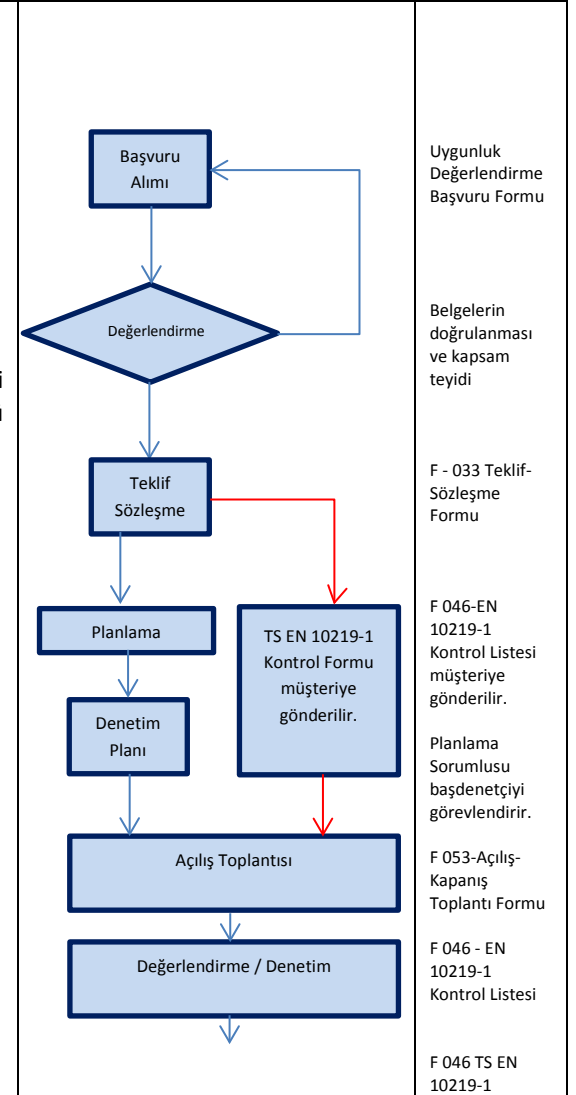 Başvuru
Alımı
Uygunluk
Değerlendirme
Başvuru Formu
Değerlendirme
Belgelerin
doğrulanması
ve kapsam
teyidi
Teklif
Sözleşme
F - 033 Teklif-
Sözleşme
Formu
Planlama
TS EN 10219-1
Kontrol Formu
müşteriye
gönderilir.
F 046-EN
10219-1
Kontrol Listesi
müşteriye
gönderilir.
Denetim
Planı
Planlama
Sorumlusu
başdenetçiyi
görevlendirir.
Açılış Toplantısı
F 053-Açılış-
Kapanış
Toplantı Formu
Değerlendirme / Denetim
F 046 - EN
10219-1
Kontrol Listesi
F 046 TS EN
10219-1